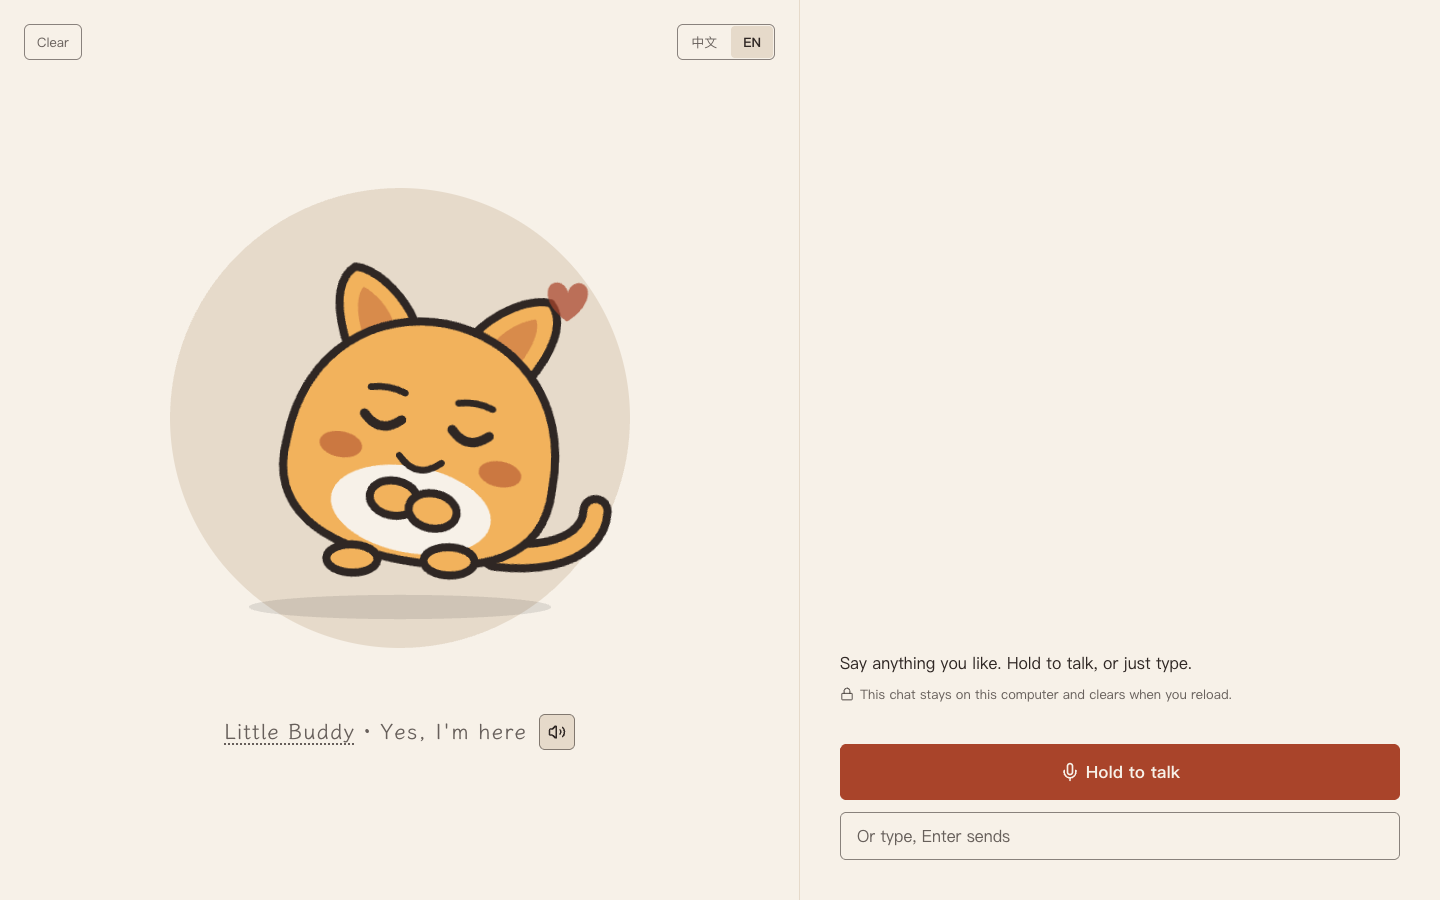 Clear
中文 EN
Little Buddy • Yes, I'm here
Say anything you like. Hold to talk, or just type.
This chat stays on this computer and clears when you reload.
Hold to talk
Or type, Enter sends